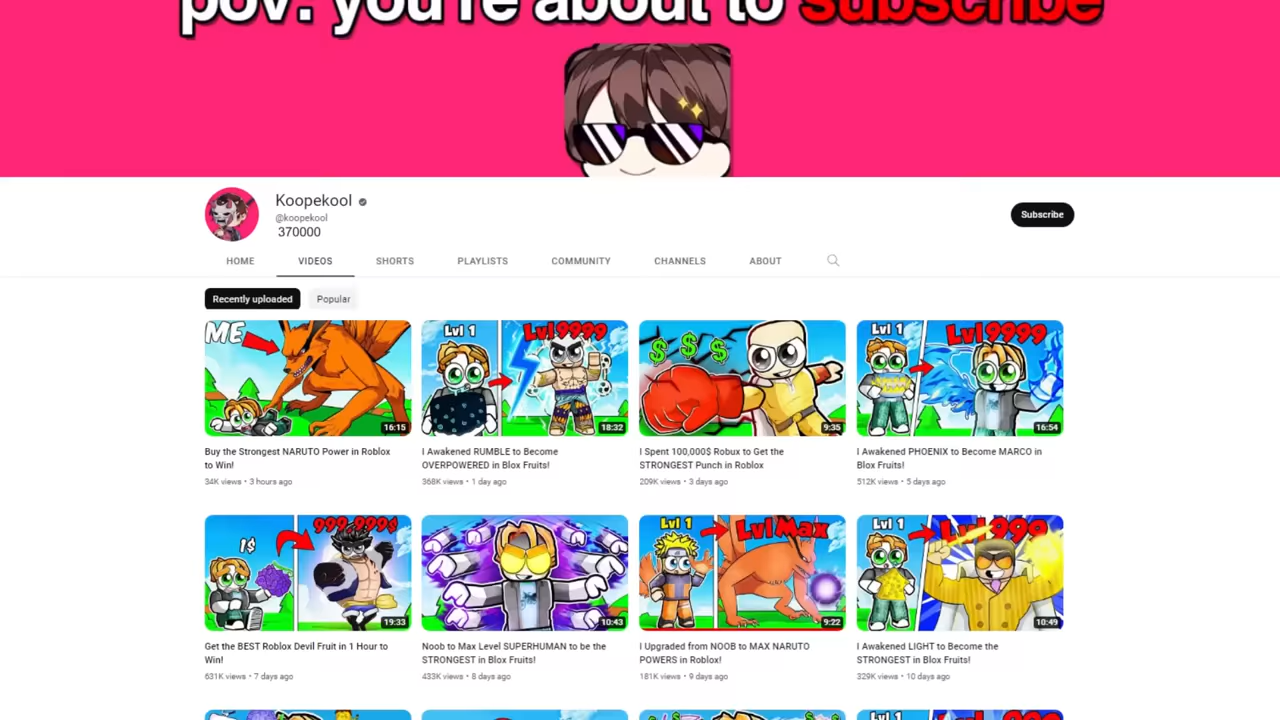 pov: you're about to subscribe
Koopekool
@koopekool
370000
Subscribe
HOME VIDEOS SHORTS PLAYLISTS COMMUNITY CHANNELS ABOUT
Recently uploaded Popular
ME
16:15
Lvl 1 Lvl 9999
18:32
$ $ $
9:35
Lvl 1 Lvl 9999
16:54
Buy the Strongest NARUTO Power in Roblox
to Win!
34K views • 3 hours ago
I Awakened RUMBLE to Become
OVERPOWERED in Blox Fruits!
368K views • 1 day ago
I Spent 100,000$ Robux to Get the
STRONGEST Punch in Roblox
209K views • 3 days ago
I Awakened PHOENIX to Become MARCO in
Blox Fruits!
512K views • 5 days ago
1$ 999,999$
19:33
10:43
Lvl 1 Lvl Max
9:22
Lvl 1 Lvl 999
10:49
Get the BEST Roblox Devil Fruit in 1 Hour to
Win!
631K views • 7 days ago
Noob to Max Level SUPERHUMAN to be the
STRONGEST in Blox Fruits!
433K views • 8 days ago
I Upgraded from NOOB to MAX NARUTO
POWERS in Roblox!
181K views • 9 days ago
I Awakened LIGHT to Become the
STRONGEST in Blox Fruits!
329K views • 10 days ago